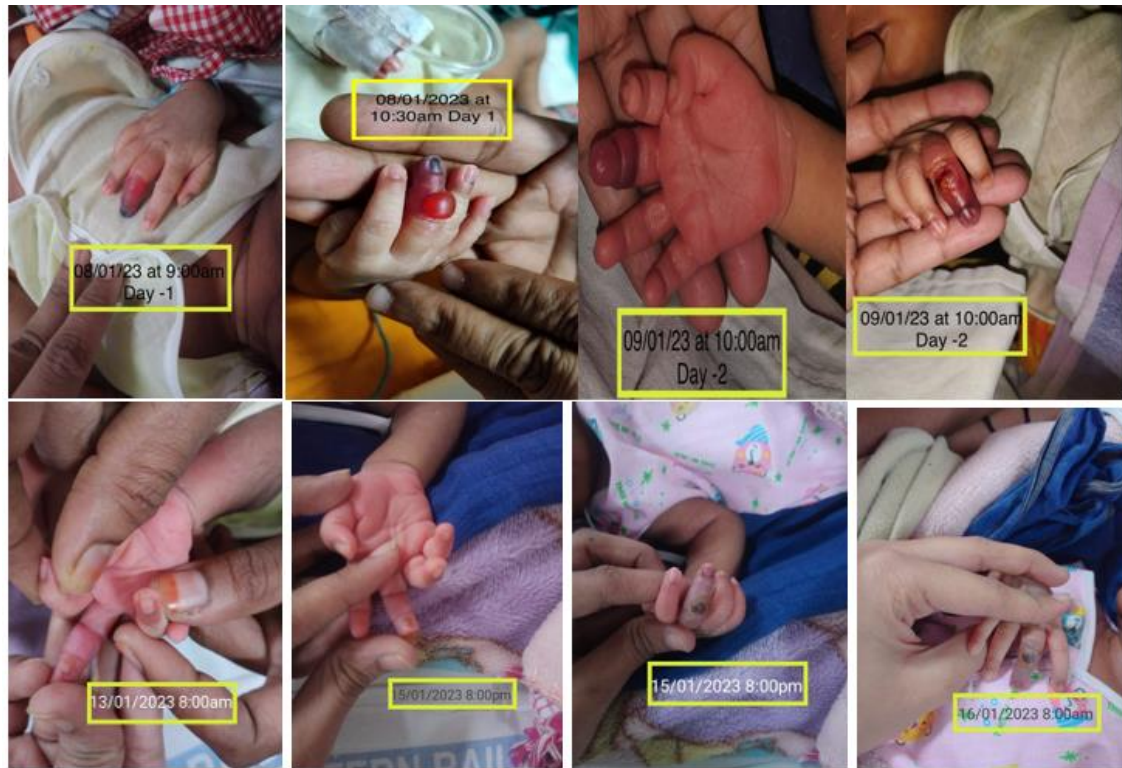 08/01/23 at 9:00am
Day -1
08/01/2023 at
10:30am Day 1
09/01/23 at 10:00am
Day -2
09/01/23 at 10:00am
Day -2
13/01/2023 8:00am
15/01/2023 8:00pm
15/01/2023 8:00pm
16/01/2023 8:00am